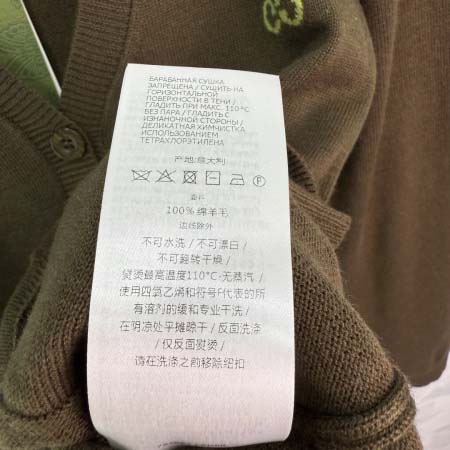 БАРАБАННАЯ СУШКА
ЗАПРЕЩЕНА / СУШИТЬ НА
ГОРИЗОНТАЛЬНОЙ
ПОВЕРХНОСТИ В ТЕНИ /
ГЛАДИТЬ ПРИ МАКС. 110°C
БЕЗ ПАРА / ГЛАДИТЬ С
ИЗНАНОЧНОЙ СТОРОНЫ /
ДЕЛИКАТНАЯ ХИМЧИСТКА
ИСПОЛЬЗОВАНИЕМ
ТЕТРАХЛОРЭТИЛЕНА
产地:意大利
100% 绵羊毛
边线除外
不可水洗 / 不可漂白 /
不可翻转干燥 /
熨烫最高温度110°C-无蒸汽 /
使用四氯乙烯和符号F代表的所
有溶剂的缓和专业干洗 /
在阴凉处平摊晾干 / 反面洗涤
/ 仅反面熨烫 /
请在洗涤之前移除纽扣